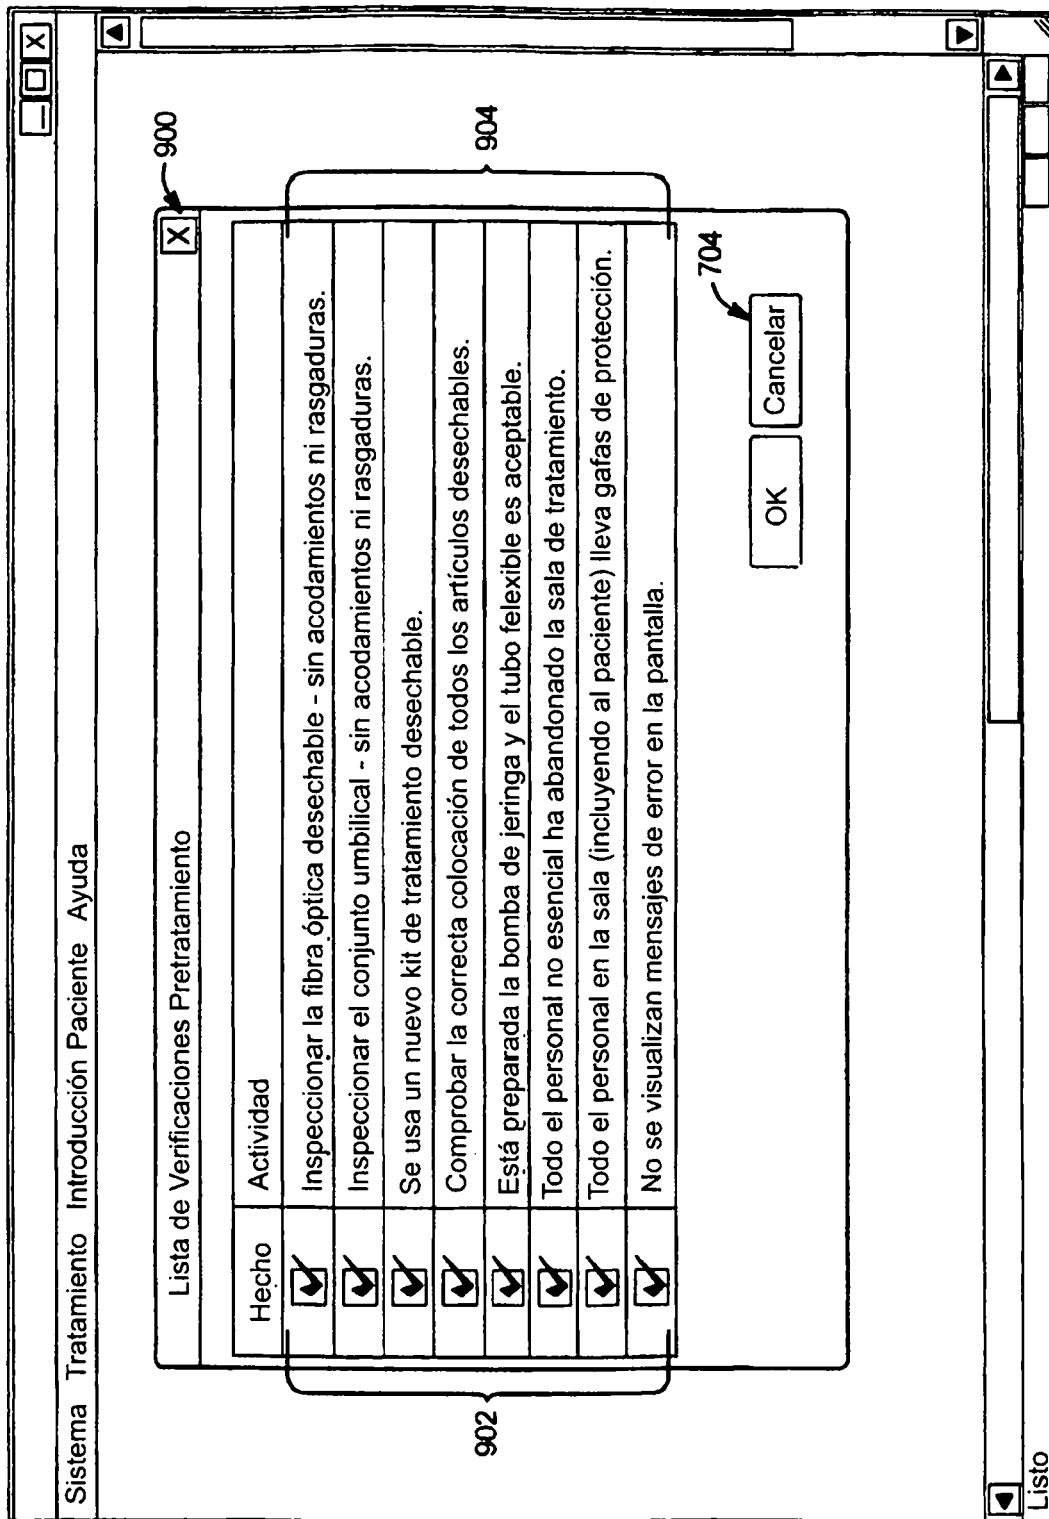 X
Sistema Tratamiento Introducción Paciente Ayuda
900
Lista de Verificaciones Pretratamiento X
Hecho Actividad
Inspeccionar la fibra óptica desechable - sin acodamientos ni rasgaduras.
Inspeccionar el conjunto umbilical - sin acodamientos ni rasgaduras.
Se usa un nuevo kit de tratamiento desechable.
Comprobar la correcta colocación de todos los artículos desechables.
Está preparada la bomba de jeringa y el tubo felexible es aceptable.
Todo el personal no esencial ha abandonado la sala de tratamiento.
Todo el personal en la sala (incluyendo al paciente) lleva gafas de protección.
No se visualizan mensajes de error en la pantalla.
902
904
704
OK Cancelar
Listo